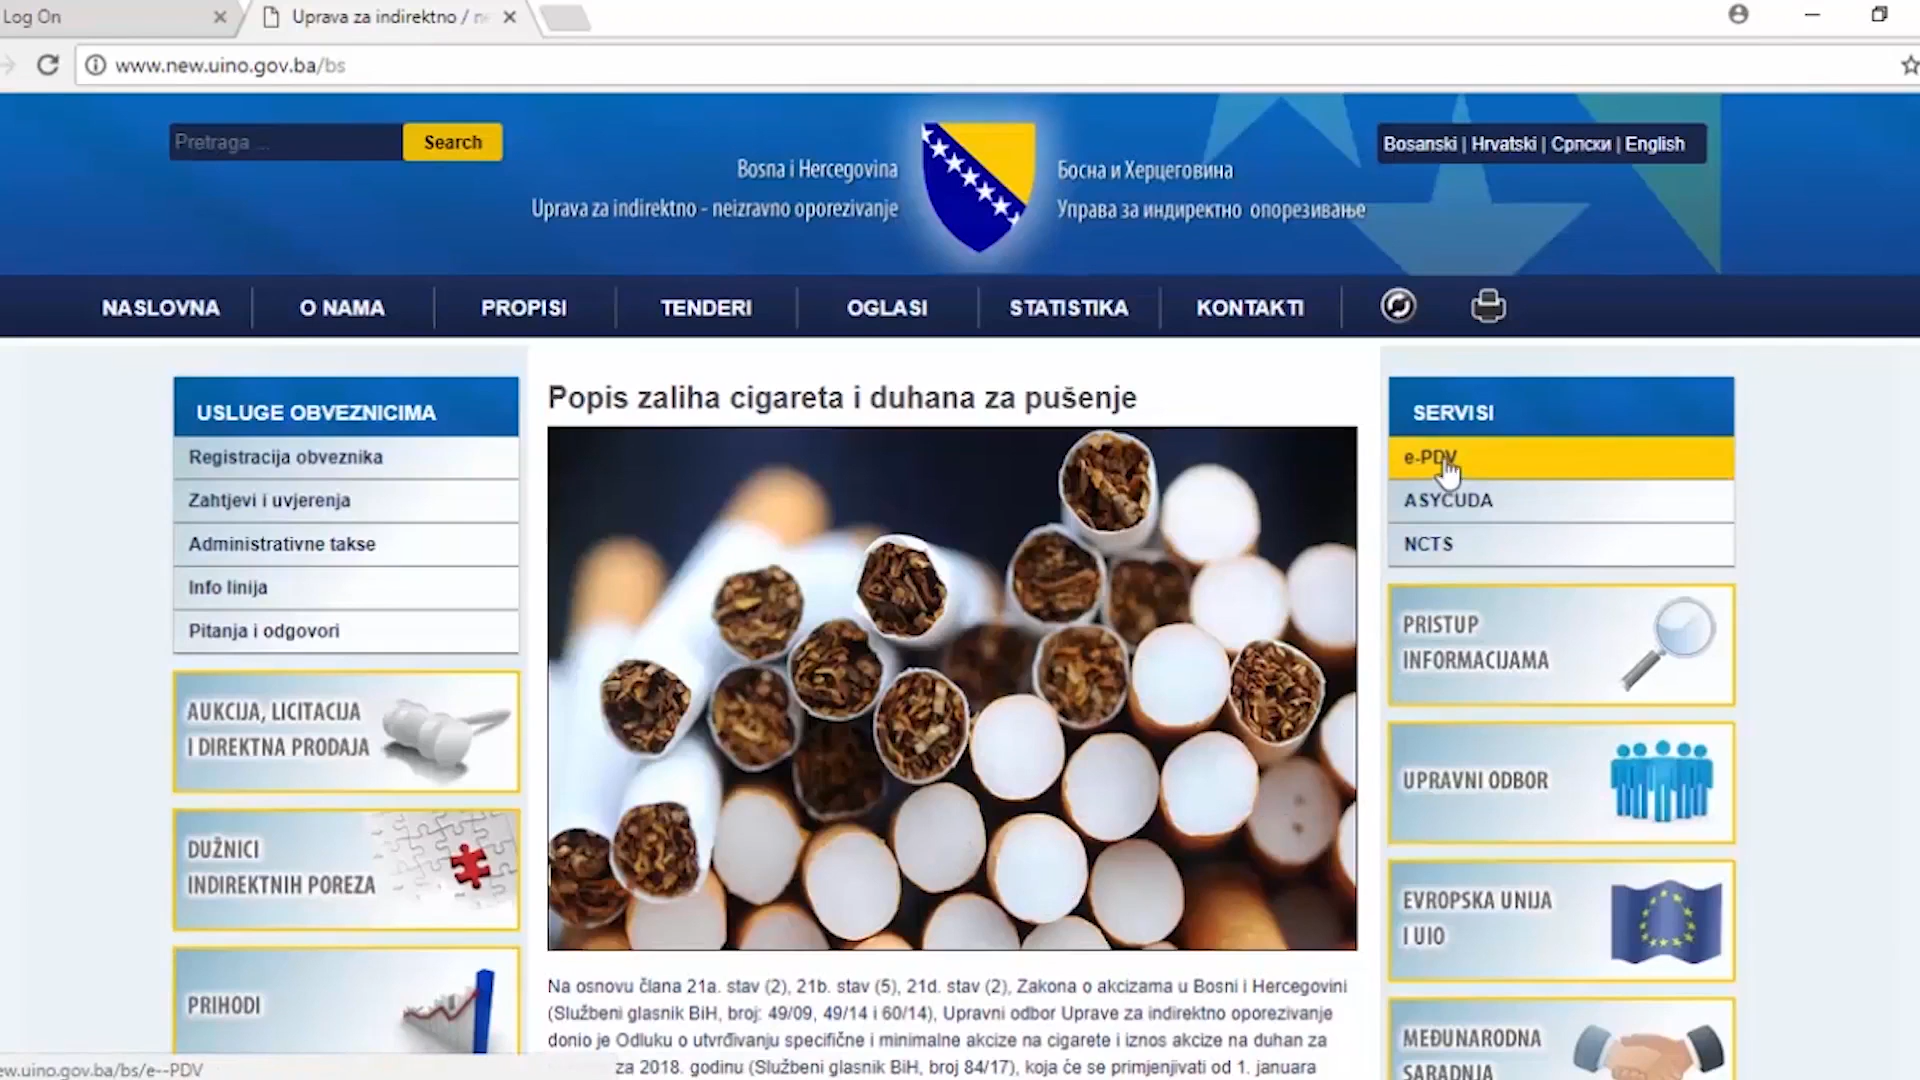 Log On
Uprava za indirektno / ne
www.new.uino.gov.ba/bs
Pretraga ...
Search
Bosna i Hercegovina
Uprava za indirektno - neizravno oporezivanje
Босна и Херцеговина
Управа за индиректно опорезивање
Bosanski | Hrvatski | Српски | English
NASLOVNA
O NAMA
PROPISI
TENDERI
OGLASI
STATISTIKA
KONTAKTI
USLUGE OBVEZNICIMA
Registracija obveznika
Zahtjevi i uvjerenja
Administrativne takse
Info linija
Pitanja i odgovori
AUKCIJA, LICITACIJA
I DIREKTNA PRODAJA
DUŽNICI
INDIREKTNIH POREZA
PRIHODI
Popis zaliha cigareta i duhana za pušenje
Na osnovu člana 21a. stav (2), 21b. stav (5), 21d. stav (2), Zakona o akcizama u Bosni i Hercegovini
(Službeni glasnik BiH, broj: 49/09, 49/14 i 60/14), Upravni odbor Uprave za indirektno oporezivanje
donio je Odluku o utvrđivanju specifične i minimalne akcize na cigarete i iznos akcize na duhan za
za 2018. godinu (Službeni glasnik BiH, broj 84/17), koja će se primjenjivati od 1. januara
SERVISI
e-PDV
ASYCUDA
NCTS
PRISTUP
INFORMACIJAMA
UPRAVNI ODBOR
EVROPSKA UNIJA
I UIO
MEĐUNARODNA
SARADNJA
ew.uino.gov.ba/bs/e--PDV